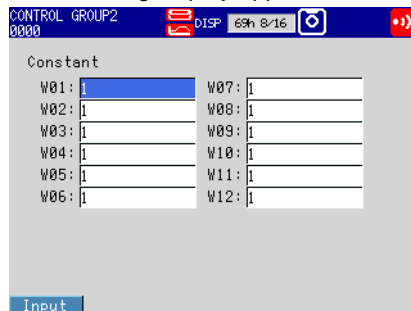 CONTROL GROUP2
0000
DISP 69h 8/16
Constant
W01: 1 W07: 1
W02: 1 W08: 1
W03: 1 W09: 1
W04: 1 W10: 1
W05: 1 W11: 1
W06: 1 W12: 1
Input